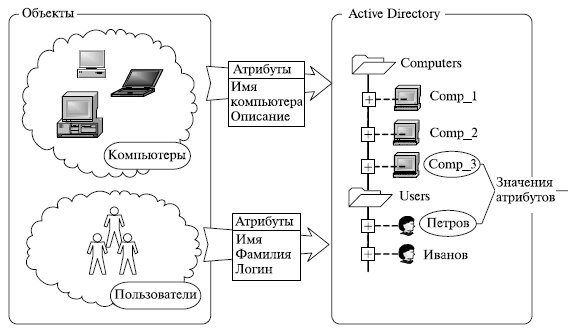 Объекты
Компьютеры
Пользователи
Атрибуты
Имя
компьютера
Описание
Атрибуты
Имя
Фамилия
Логин
Active Directory
Computers
Comp_1
Comp_2
Comp_3
Users
Петров
Иванов
Значения
атрибутов